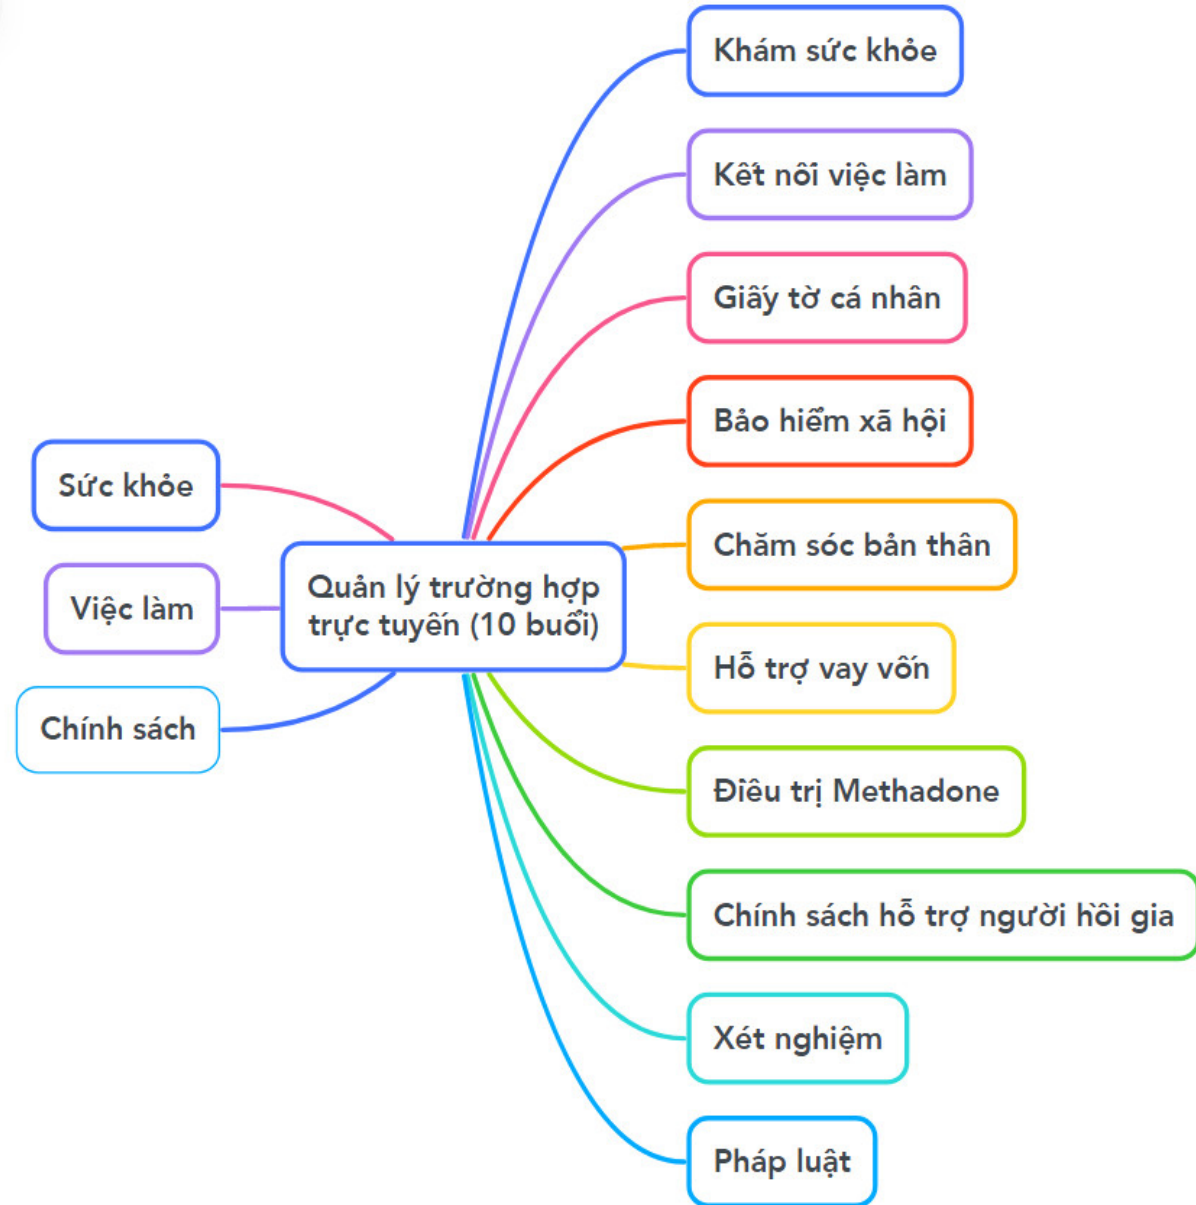 Khám sức khỏe
Kết nối việc làm
Giấy tờ cá nhân
Bảo hiểm xã hội
Sức khỏe
Chăm sóc bản thân
Quản lý trường hợp
trực tuyến (10 buổi)
Việc làm
Hỗ trợ vay vốn
Chính sách
Điều trị Methadone
Chính sách hỗ trợ người hồi gia
Xét nghiệm
Pháp luật